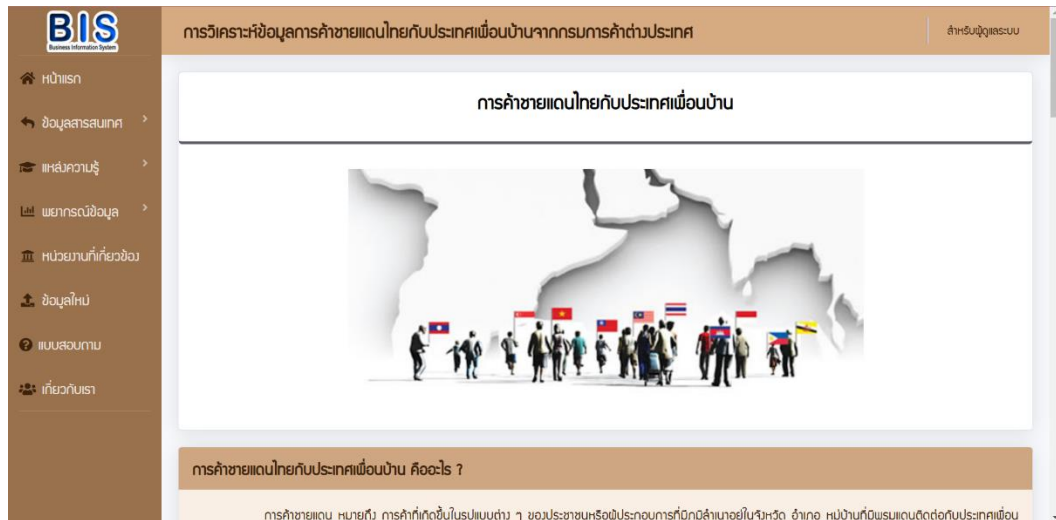 BIS
Business Information System
การวิเคราะห์ข้อมูลการค้าชายแดนไทยกับประเทศเพื่อนบ้านจากกรมการค้าต่างประเทศ
สำหรับผู้ดูแลระบบ
หน้าแรก
ข้อมูลสารสนเทศ
แหล่งความรู้
พยากรณ์ข้อมูล
หน่วยงานที่เกี่ยวข้อง
ข้อมูลใหม่
แบบสอบถาม
เกี่ยวกับเรา
การค้าชายแดนไทยกับประเทศเพื่อนบ้าน
การค้าชายแดนไทยกับประเทศเพื่อนบ้าน คืออะไร ?
การค้าชายแดน หมายถึง การค้าที่เกิดขึ้นในรูปแบบต่าง ๆ ของประชาชนหรือผู้ประกอบการที่มีภูมิลำเนาอยู่ในจังหวัด อำเภอ หมู่บ้านที่มีพรมแดนติดต่อกับประเทศเพื่อน